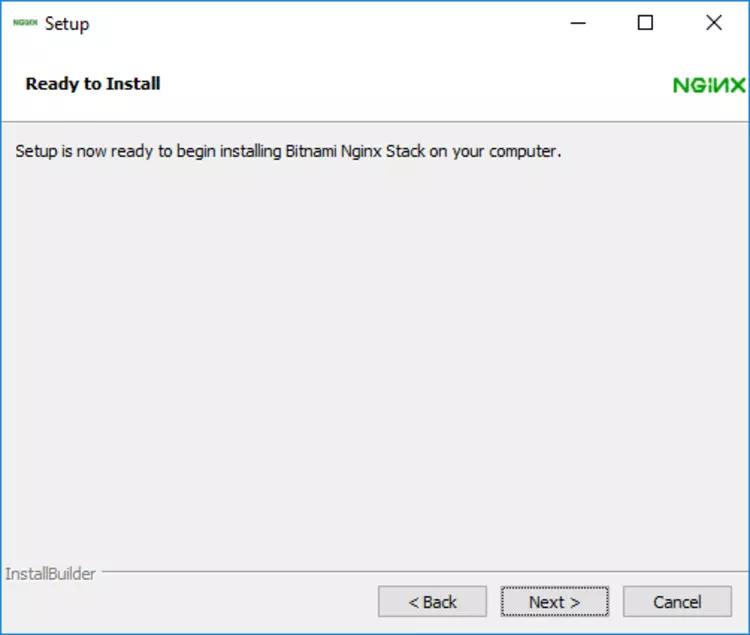 NGINX Setup
Ready to Install
NGINX
Setup is now ready to begin installing Bitnami Nginx Stack on your computer.
InstallBuilder
< Back
Next >
Cancel